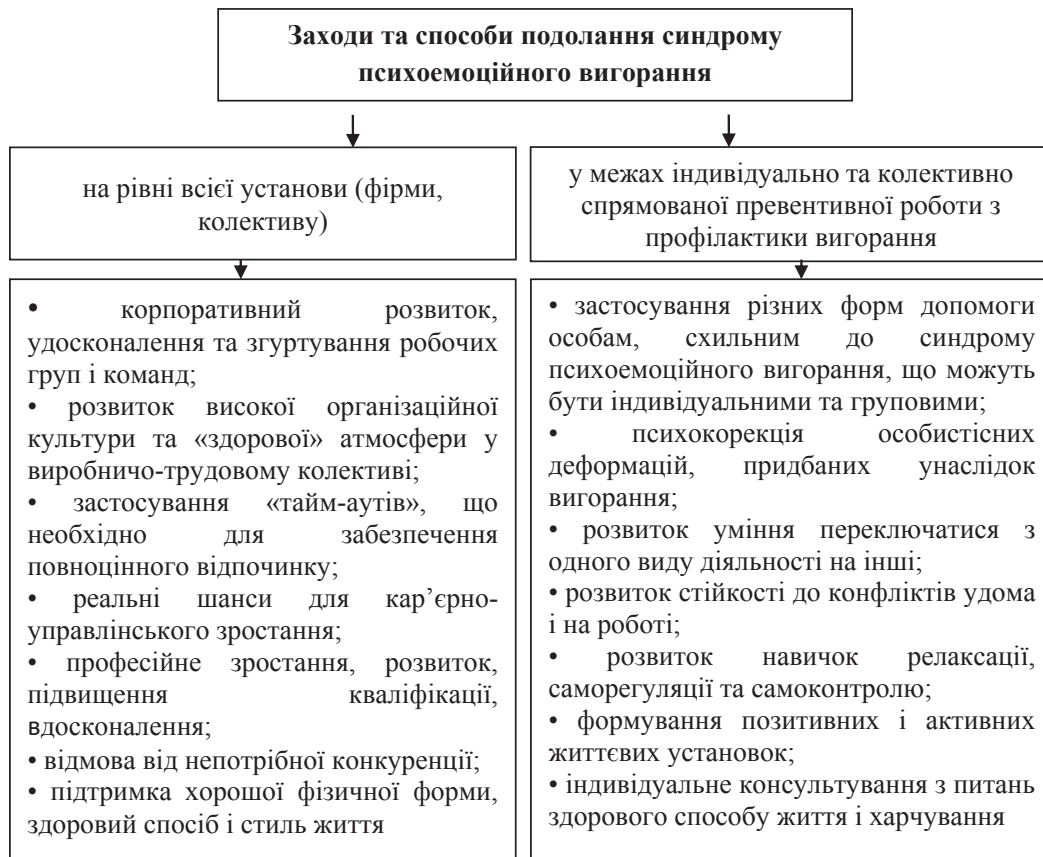 Заходи та способи подолання синдрому
психоемоційного вигорання
на рівні всієї установи (фірми,
колективу)
у межах індивідуально та колективно
спрямованої превентивної роботи з
профілактики вигорання
• корпоративний розвиток,
удосконалення та згуртування робочих
груп і команд;
• розвиток високої організаційної
культури та «здорової» атмосфери у
виробничо-трудовому колективі;
• застосування «тайм-аутів», що
необхідно для забезпечення
повноцінного відпочинку;
• реальні шанси для кар’єрно-
управлінського зростання;
• професійне зростання, розвиток,
підвищення кваліфікації,
вдосконалення;
• відмова від непотрібної конкуренції;
• підтримка хорошої фізичної форми,
здоровий спосіб і стиль життя
• застосування різних форм допомоги
особам, схильним до синдрому
психоемоційного вигорання, що можуть
бути індивідуальними та груповими;
• психокорекція особистісних
деформацій, придбаних унаслідок
вигорання;
• розвиток уміння переключатися з
одного виду діяльності на інші;
• розвиток стійкості до конфліктів удома
і на роботі;
• розвиток навичок релаксації,
саморегуляції та самоконтролю;
• формування позитивних і активних
життєвих установок;
• індивідуальне консультування з питань
здорового способу життя і харчування